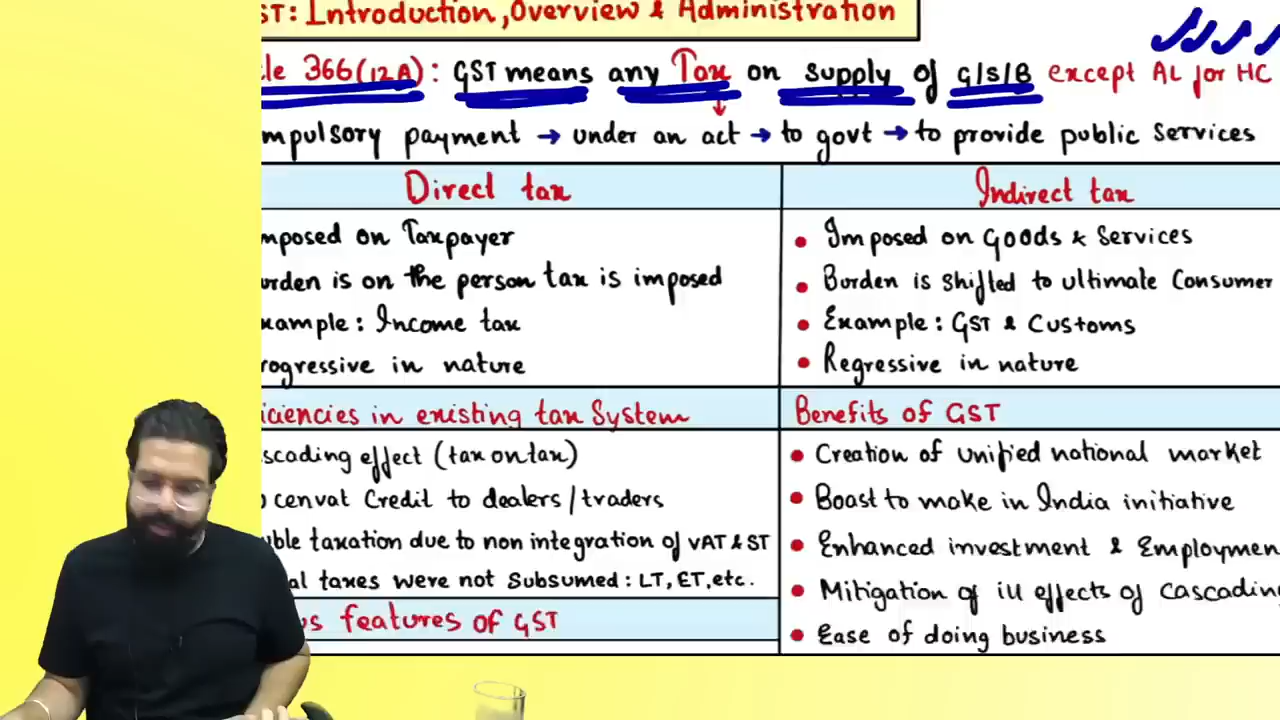 ST: Introduction, Overview & Administration
cle 366(12A): GST means any Tax on supply of G/S/B except AL for HC
mpulsory payment → under an act → to govt → to provide public services
Direct tax
Indirect tax
mposed on Taxpayer
urden is on the person tax is imposed
xample: Income tax
rogressive in nature
• Imposed on Goods & Services
• Burden is shifted to ultimate Consumer
• Example: GST & Customs
• Regressive in nature
iciencies in existing tax System
scading effect (tax on tax)
o cenvat Credit to dealers/traders
uble taxation due to non integration of VAT & ST
al taxes were not Subsumed: LT, ET, etc.
us features of GST
Benefits of GST
• Creation of unified national market
• Boast to make in India initiative
• Enhanced investment & Employmen
• Mitigation of ill effects of cascading
• Ease of doing business